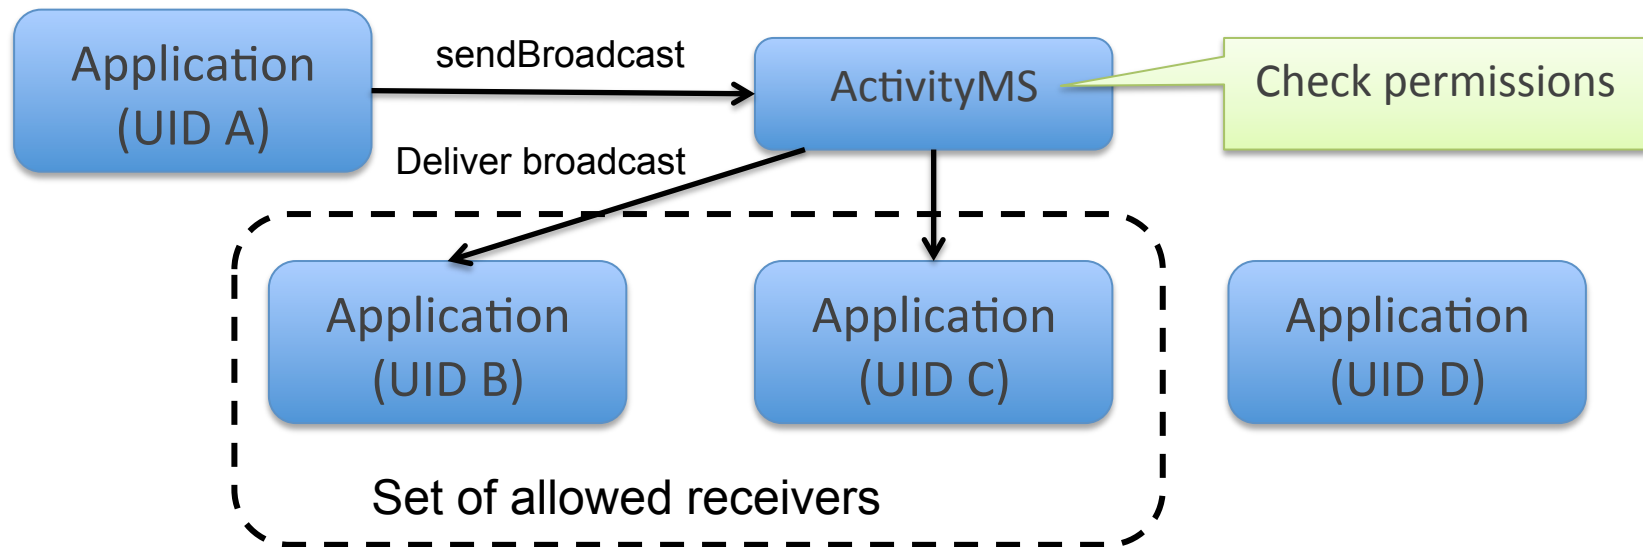 Application
(UID A)
sendBroadcast
ActivityMS
Check permissions
Deliver broadcast
Application
(UID B)
Application
(UID C)
Application
(UID D)
Set of allowed receivers